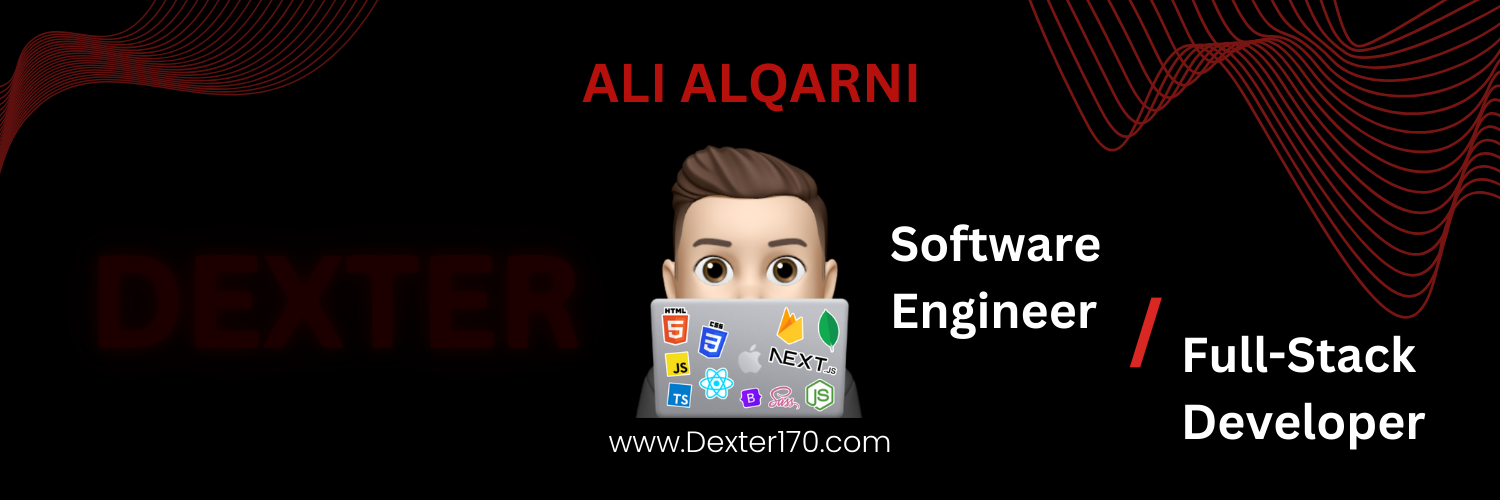 ALI ALQARNI
DEXTER
Software
Engineer
/
Full-Stack
Developer
HTML
5
CSS
3
JS
TS
B
Sass
NEXT.JS
JS
www.Dexter170.com